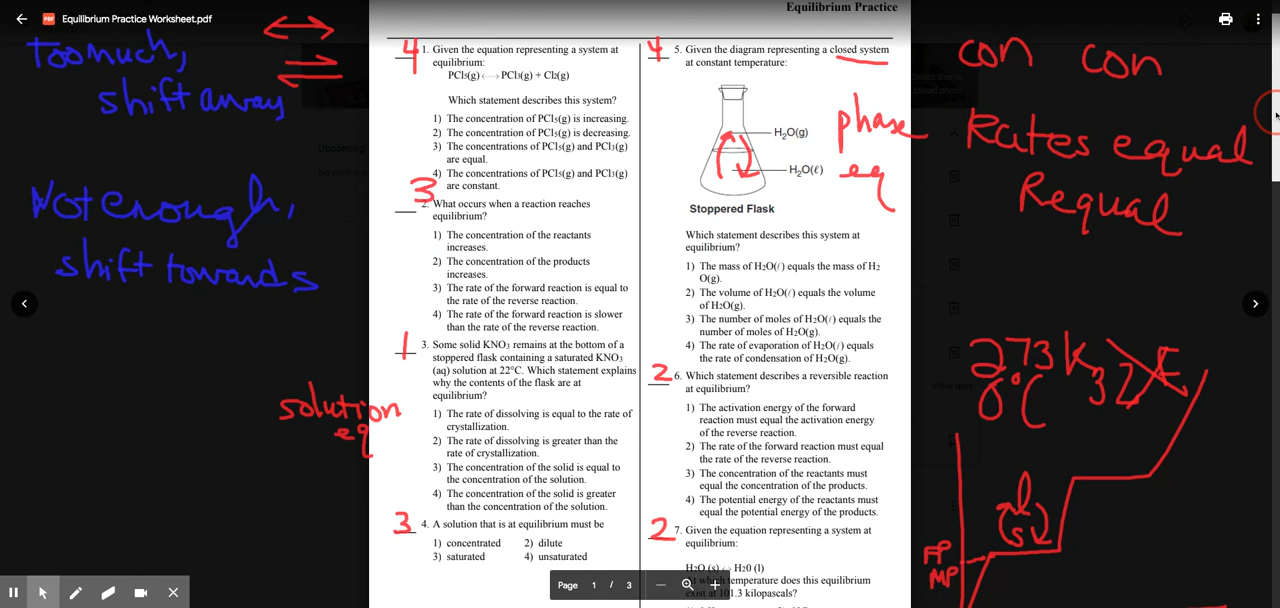 Equilibrium Practice Worksheet.pdf
too much,
shift away
Not enough,
shift towards
solution
eq
Equilibrium Practice
4
1. Given the equation representing a system at
equilibrium:
PCl5(g) ⟷ PCl3(g) + Cl2(g)
Which statement describes this system?
1) The concentration of PCl5(g) is increasing.
2) The concentration of PCl5(g) is decreasing.
3) The concentrations of PCl5(g) and PCl3(g)
are equal.
4) The concentrations of PCl5(g) and PCl3(g)
are constant.
3
2. What occurs when a reaction reaches
equilibrium?
1) The concentration of the reactants
increases.
2) The concentration of the products
increases.
3) The rate of the forward reaction is equal to
the rate of the reverse reaction.
4) The rate of the forward reaction is slower
than the rate of the reverse reaction.
1
3. Some solid KNO3 remains at the bottom of a
stoppered flask containing a saturated KNO3
(aq) solution at 22°C. Which statement explains
why the contents of the flask are at
equilibrium?
1) The rate of dissolving is equal to the rate of
crystallization.
2) The rate of dissolving is greater than the
rate of crystallization.
3) The concentration of the solid is equal to
the concentration of the solution.
4) The concentration of the solid is greater
than the concentration of the solution.
3
4. A solution that is at equilibrium must be
1) concentrated 2) dilute
3) saturated 4) unsaturated
4
5. Given the diagram representing a closed system
at constant temperature:
H2O(g)
H2O(ℓ)
Stoppered Flask
phase
eq
Which statement describes this system at
equilibrium?
1) The mass of H2O(ℓ) equals the mass of H2
O(g).
2) The volume of H2O(ℓ) equals the volume
of H2O(g).
3) The number of moles of H2O(ℓ) equals the
number of moles of H2O(g).
4) The rate of evaporation of H2O(ℓ) equals
the rate of condensation of H2O(g).
2
6. Which statement describes a reversible reaction
at equilibrium?
1) The activation energy of the forward
reaction must equal the activation energy
of the reverse reaction.
2) The rate of the forward reaction must equal
the rate of the reverse reaction.
3) The concentration of the reactants must
equal the concentration of the products.
4) The potential energy of the reactants must
equal the potential energy of the products.
2
7. Given the equation representing a system at
equilibrium:
H2O (s) ↔ H2O (l)
At which temperature does this equilibrium
exist at 101.3 kilopascals?
Page 1 / 3
con con
Rates equal
Requal
273 K
0°C 32 F
l
s
FP
MP
Upcoming
View less